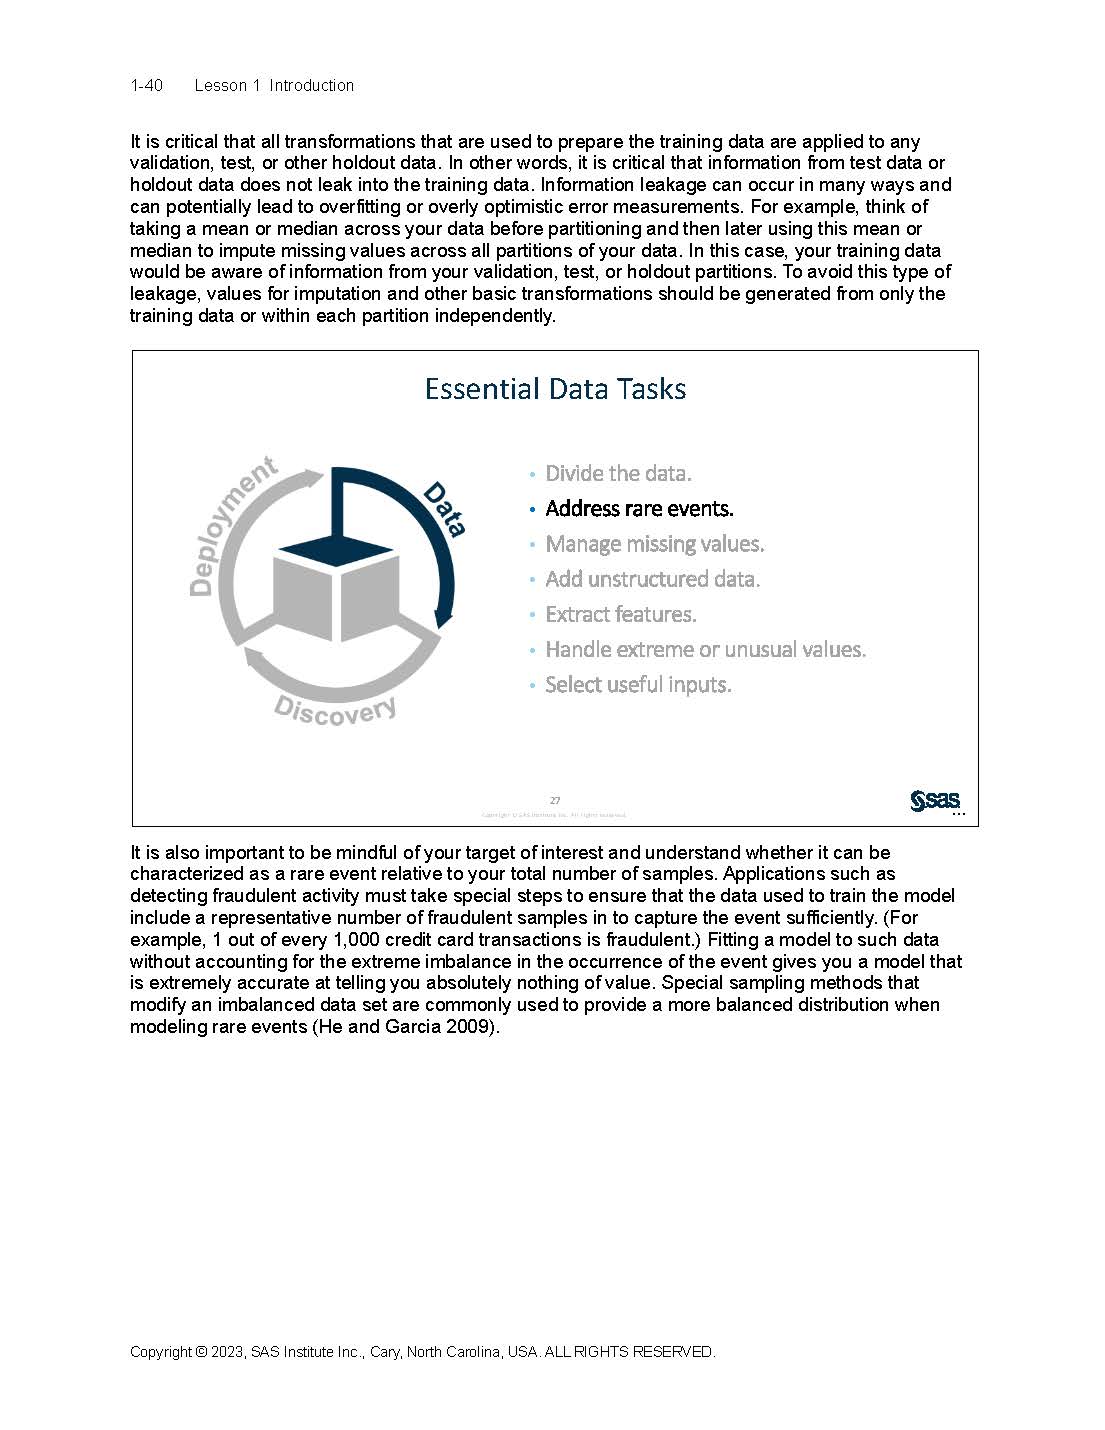 1-40 Lesson 1 Introduction
It is critical that all transformations that are used to prepare the training data are applied to any
validation, test, or other holdout data. In other words, it is critical that information from test data or
holdout data does not leak into the training data. Information leakage can occur in many ways and
can potentially lead to overfitting or overly optimistic error measurements. For example, think of
taking a mean or median across your data before partitioning and then later using this mean or
median to impute missing values across all partitions of your data. In this case, your training data
would be aware of information from your validation, test, or holdout partitions. To avoid this type of
leakage, values for imputation and other basic transformations should be generated from only the
training data or within each partition independently.
Essential Data Tasks
Deployment
Data
Discovery
• Divide the data.
• Address rare events.
• Manage missing values.
• Add unstructured data.
• Extract features.
• Handle extreme or unusual values.
• Select useful inputs.
27
Copyright © SAS Institute Inc. All rights reserved.
sas
...
It is also important to be mindful of your target of interest and understand whether it can be
characterized as a rare event relative to your total number of samples. Applications such as
detecting fraudulent activity must take special steps to ensure that the data used to train the model
include a representative number of fraudulent samples in to capture the event sufficiently. (For
example, 1 out of every 1,000 credit card transactions is fraudulent.) Fitting a model to such data
without accounting for the extreme imbalance in the occurrence of the event gives you a model that
is extremely accurate at telling you absolutely nothing of value. Special sampling methods that
modify an imbalanced data set are commonly used to provide a more balanced distribution when
modeling rare events (He and Garcia 2009).
Copyright © 2023, SAS Institute Inc., Cary, North Carolina, USA. ALL RIGHTS RESERVED.